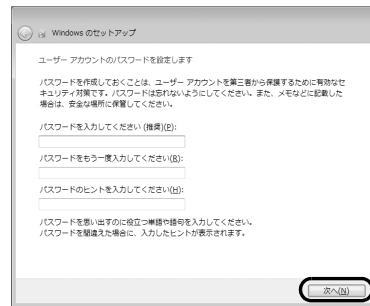 Windows のセットアップ
ユーザー アカウントのパスワードを設定します
パスワードを作成しておくことは、ユーザー アカウントを第三者から保護するために有効なセ
キュリティ対策です。パスワードは忘れないようにしてください。また、メモなどに記載した
場合は、安全な場所に保管してください。
パスワードを入力してください (推奨)(P):
パスワードをもう一度入力してください(R):
パスワードのヒントを入力してください(H):
パスワードを思い出すのに役立つ単語や語句を入力してください。
パスワードを間違えた場合に、入力したヒントが表示されます。
次へ(N)